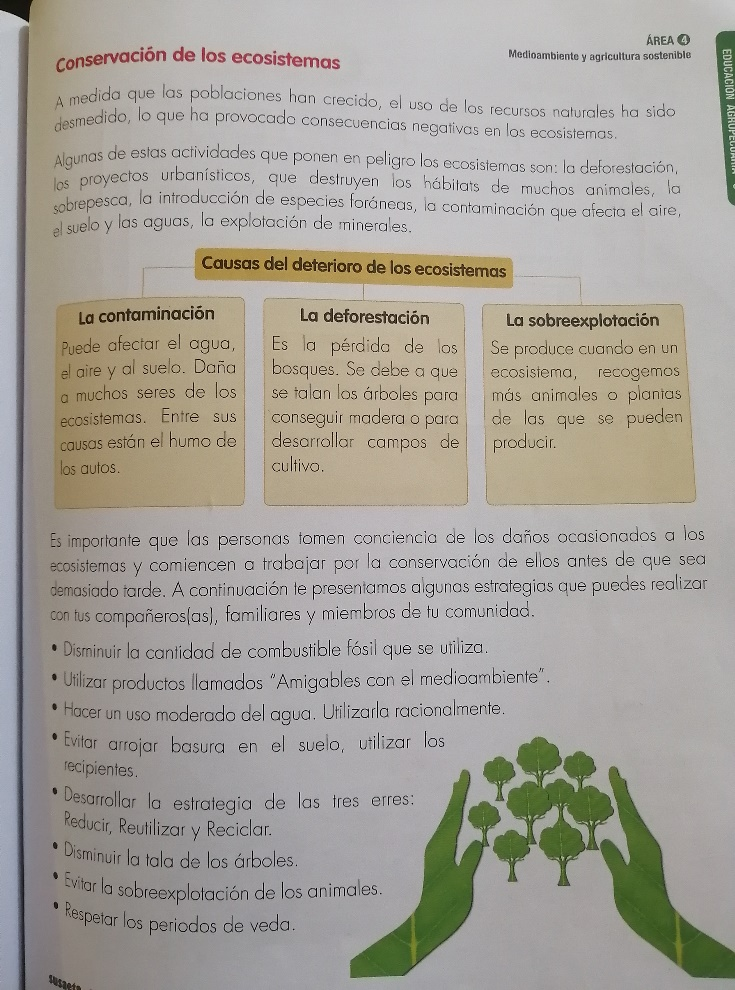 ÁREA 4
Medioambiente y agricultura sostenible
Conservación de los ecosistemas
A medida que las poblaciones han crecido, el uso de los recursos naturales ha sido
desmedido, lo que ha provocado consecuencias negativas en los ecosistemas.
Algunas de estas actividades que ponen en peligro los ecosistemas son: la deforestación,
los proyectos urbanísticos, que destruyen los hábitats de muchos animales, la
sobrepesca, la introducción de especies foráneas, la contaminación que afecta el aire,
el suelo y las aguas, la explotación de minerales.
Causas del deterioro de los ecosistemas
La contaminación
Puede afectar el agua,
el aire y al suelo. Daña
a muchos seres de los
ecosistemas. Entre sus
causas están el humo de
los autos.
La deforestación
Es la pérdida de los
bosques. Se debe a que
se talan los árboles para
conseguir madera o para
desarrollar campos de
cultivo.
La sobreexplotación
Se produce cuando en un
ecosistema, recogemos
más animales o plantas
de las que se pueden
producir.
Es importante que las personas tomen conciencia de los daños ocasionados a los
ecosistemas y comiencen a trabajar por la conservación de ellos antes de que sea
demasiado tarde. A continuación te presentamos algunas estrategias que puedes realizar
con tus compañeros(as), familiares y miembros de tu comunidad.
• Disminuir la cantidad de combustible fósil que se utiliza.
• Utilizar productos llamados “Amigables con el medioambiente”.
• Hacer un uso moderado del agua. Utilizarla racionalmente.
• Evitar arrojar basura en el suelo, utilizar los
recipientes.
• Desarrollar la estrategia de las tres erres:
Reducir, Reutilizar y Reciclar.
• Disminuir la tala de los árboles.
• Evitar la sobreexplotación de los animales.
• Respetar los periodos de veda.
susaeta
EDUCACIÓN AGROPECUARIA